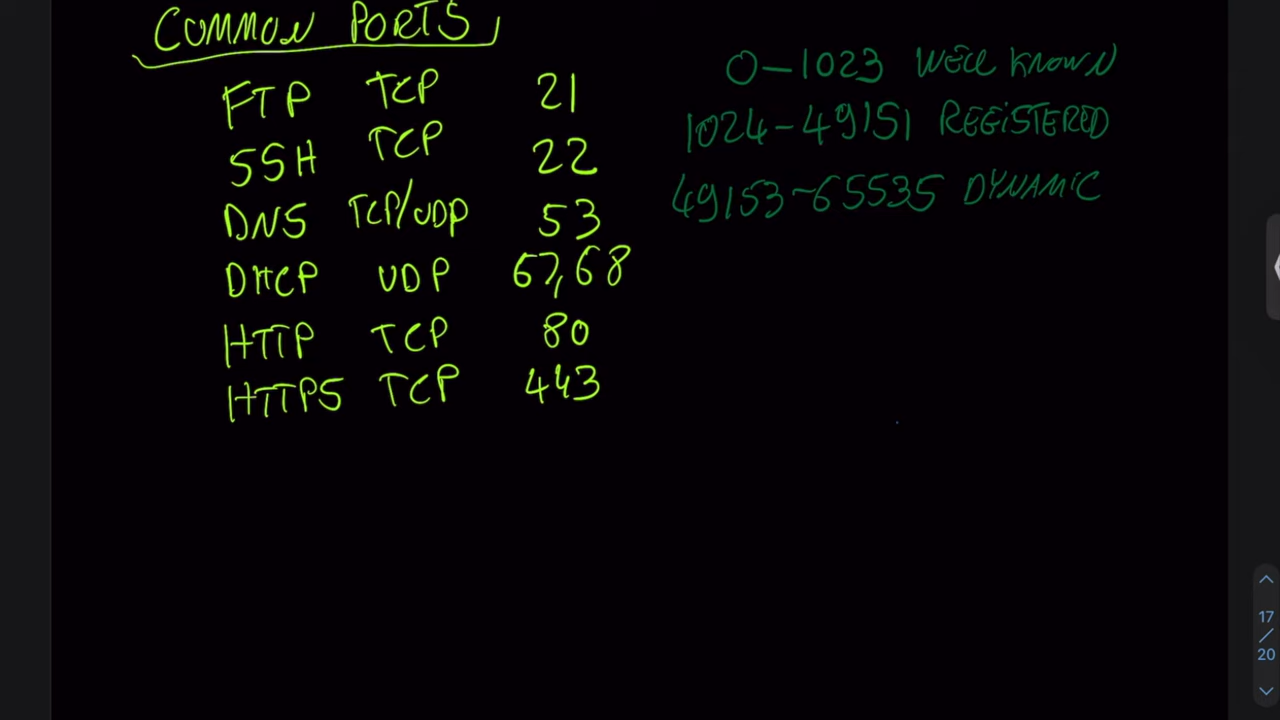 COMMON PORTS
FTP TCP 21
SSH TCP 22
DNS TCP/UDP 53
DHCP UDP 67,68
HTTP TCP 80
HTTPS TCP 443
0-1023 WELL KNOWN
1024-49151 REGISTERED
49153-65535 DYNAMIC
17
/
20